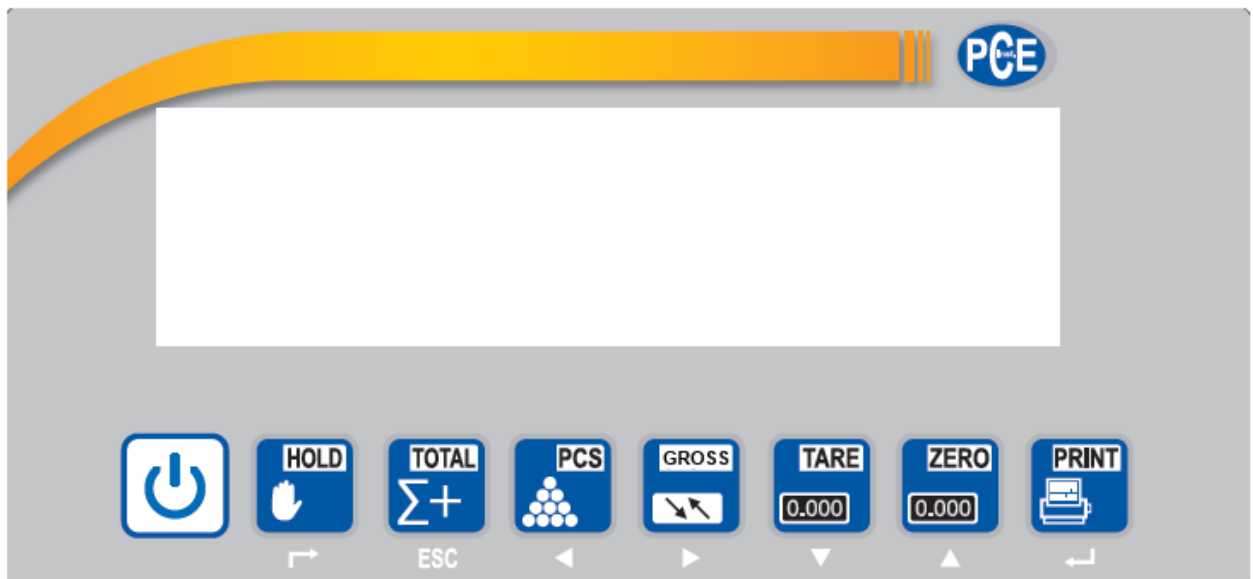 PCE
HOLD TOTAL PCS GROSS TARE ZERO PRINT
Σ+ 0.000 0.000
ESC